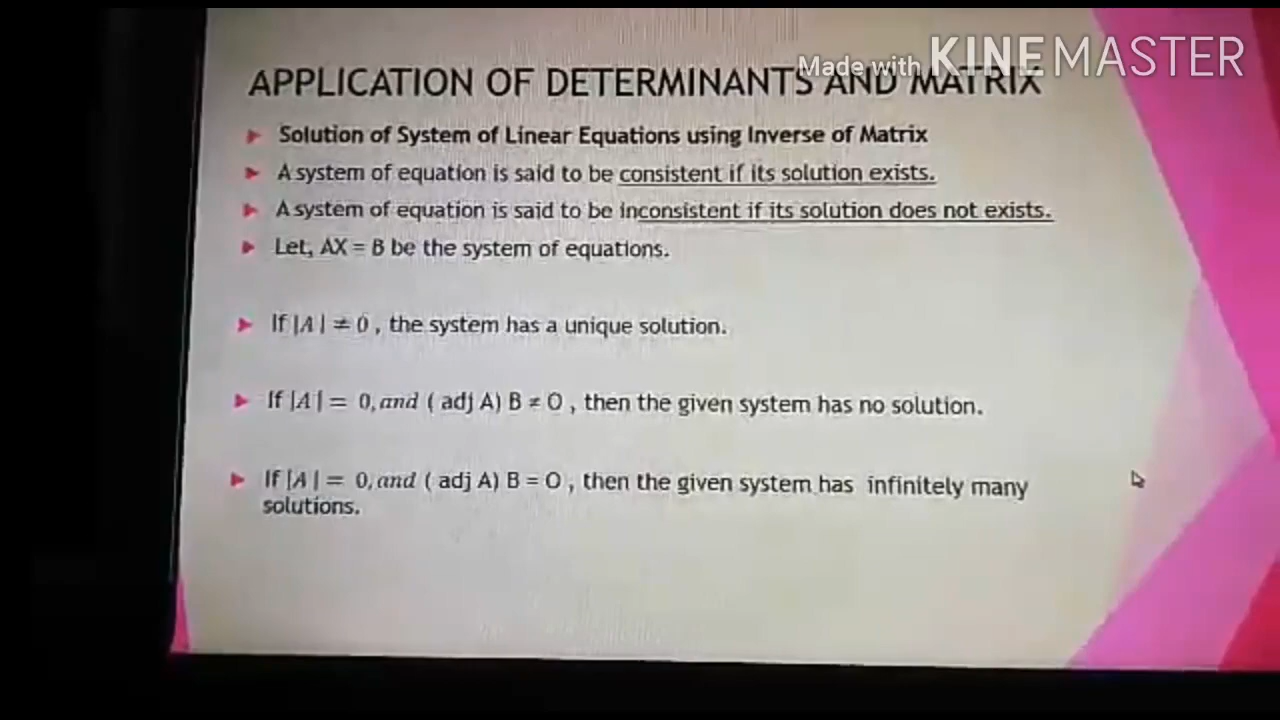 Made with KINEMASTER
APPLICATION OF DETERMINANTS AND MATRIX
Solution of System of Linear Equations using Inverse of Matrix
A system of equation is said to be consistent if its solution exists.
A system of equation is said to be inconsistent if its solution does not exists.
Let, AX = B be the system of equations.
If |A| ≠ 0 , the system has a unique solution.
If |A| = 0, and ( adj A) B ≠ O , then the given system has no solution.
If |A| = 0, and ( adj A) B = O , then the given system has infinitely many
solutions.